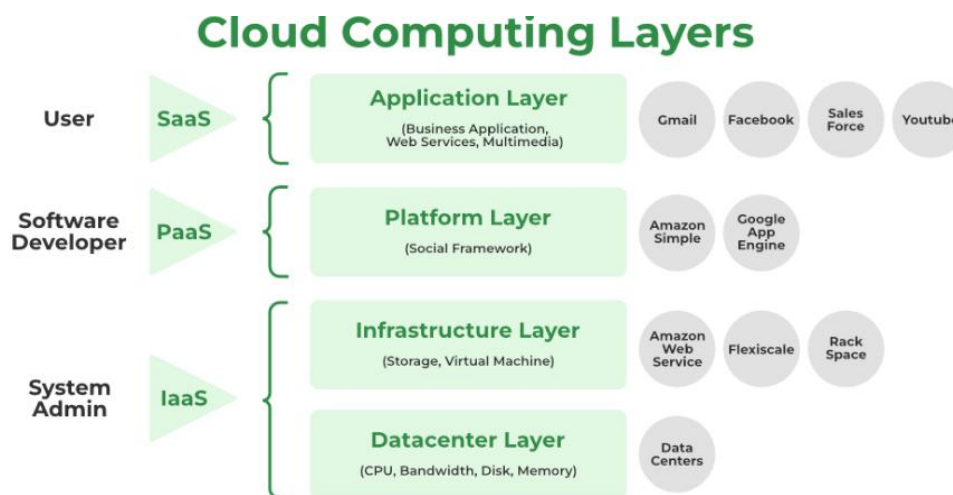 Cloud Computing Layers
User
SaaS
Application Layer
(Business Application,
Web Services, Multimedia)
Gmail
Facebook
Sales
Force
Youtube
Software
Developer
PaaS
Platform Layer
(Social Framework)
Amazon
Simple
Google
App
Engine
System
Admin
IaaS
Infrastructure Layer
(Storage, Virtual Machine)
Amazon
Web
Service
Flexiscale
Rack
Space
Datacenter Layer
(CPU, Bandwidth, Disk, Memory)
Data
Centers